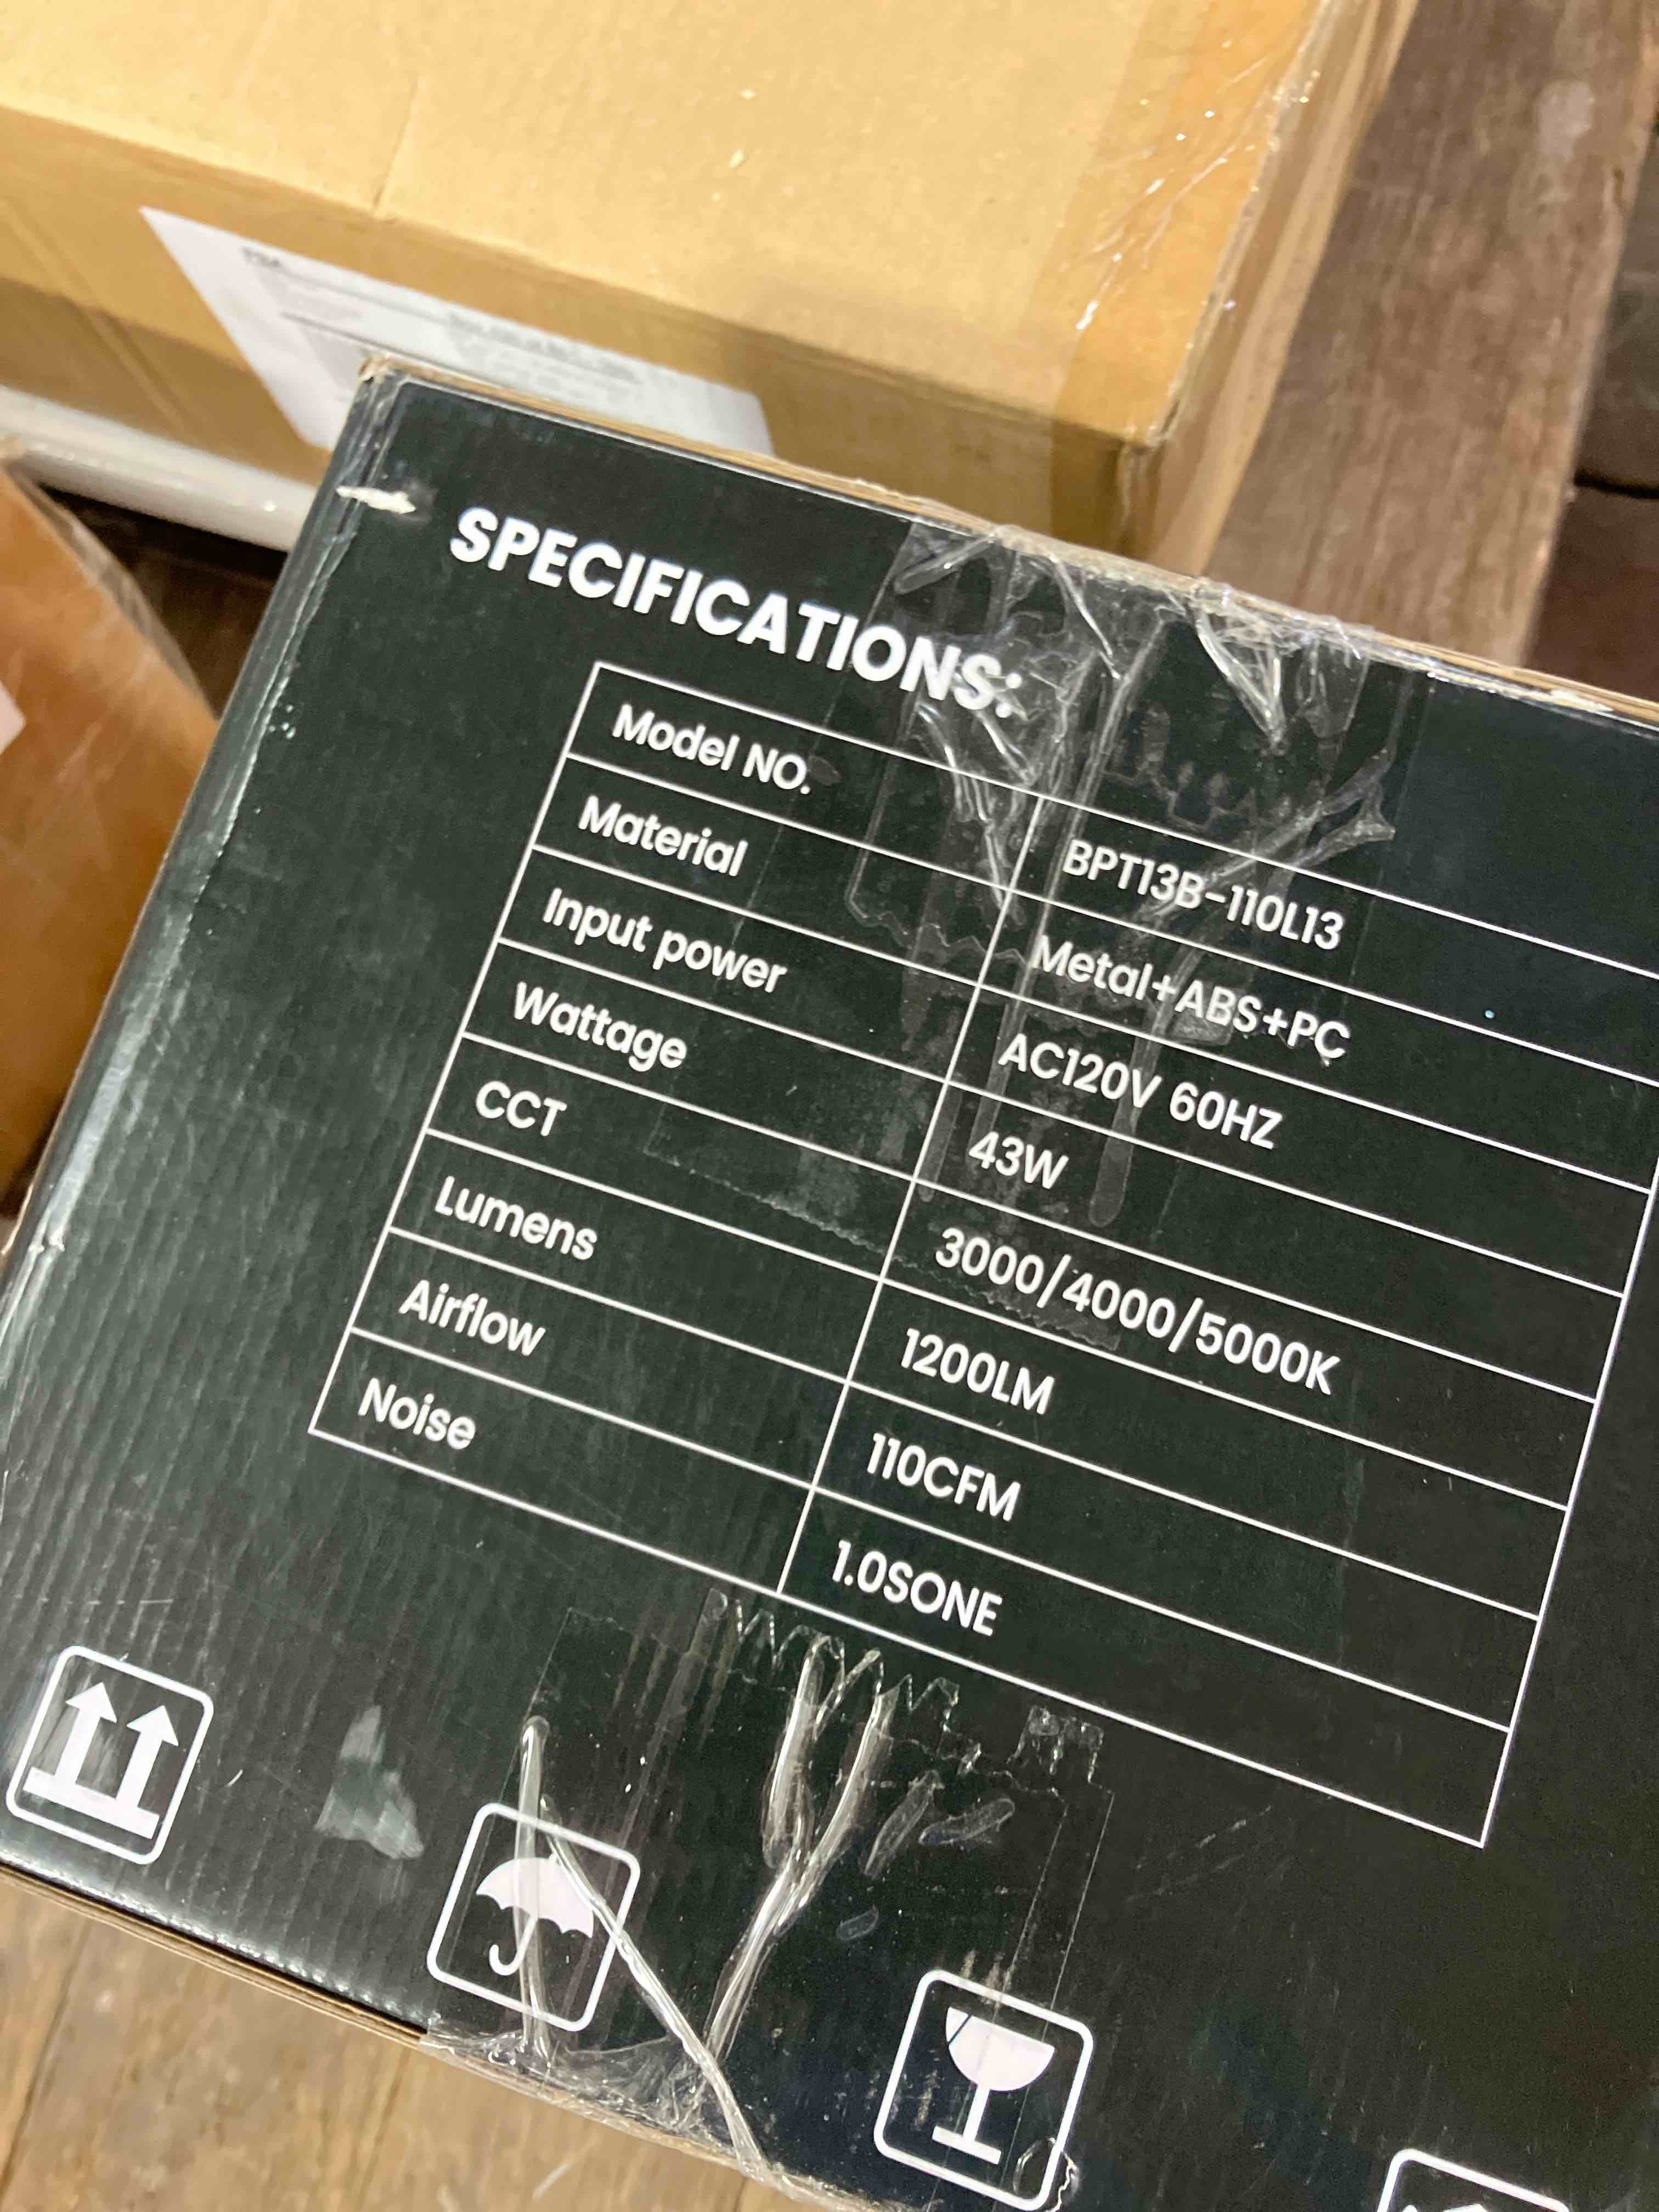 SPECIFICATIONS:
Model NO. BPT13B-110L13
Material Metal+ABS+PC
Input power AC120V 60HZ
Wattage 43W
CCT 3000/4000/5000K
Lumens 1200LM
Airflow 110CFM
Noise 1.0SONE